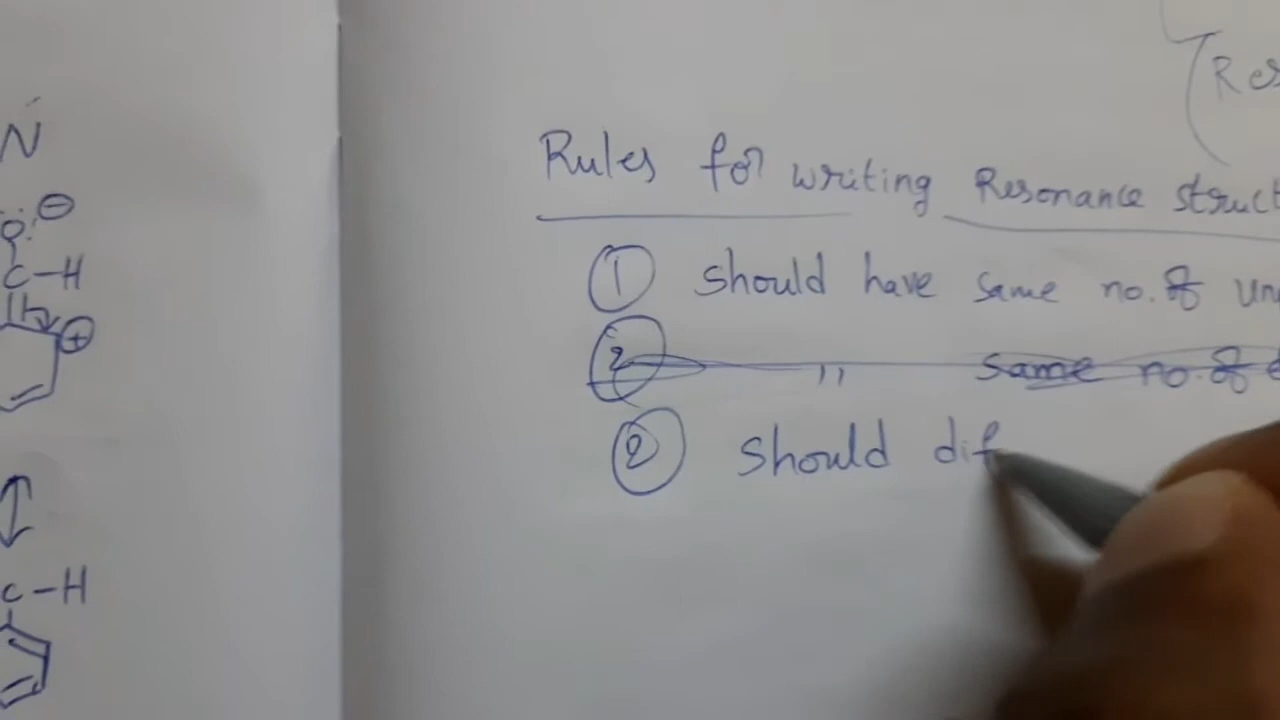 N
⊖
:O:
C-H
⊕
C-H
Rules for writing Resonance struct
① should have same no. of un
② ,, same no. of e
② should dif